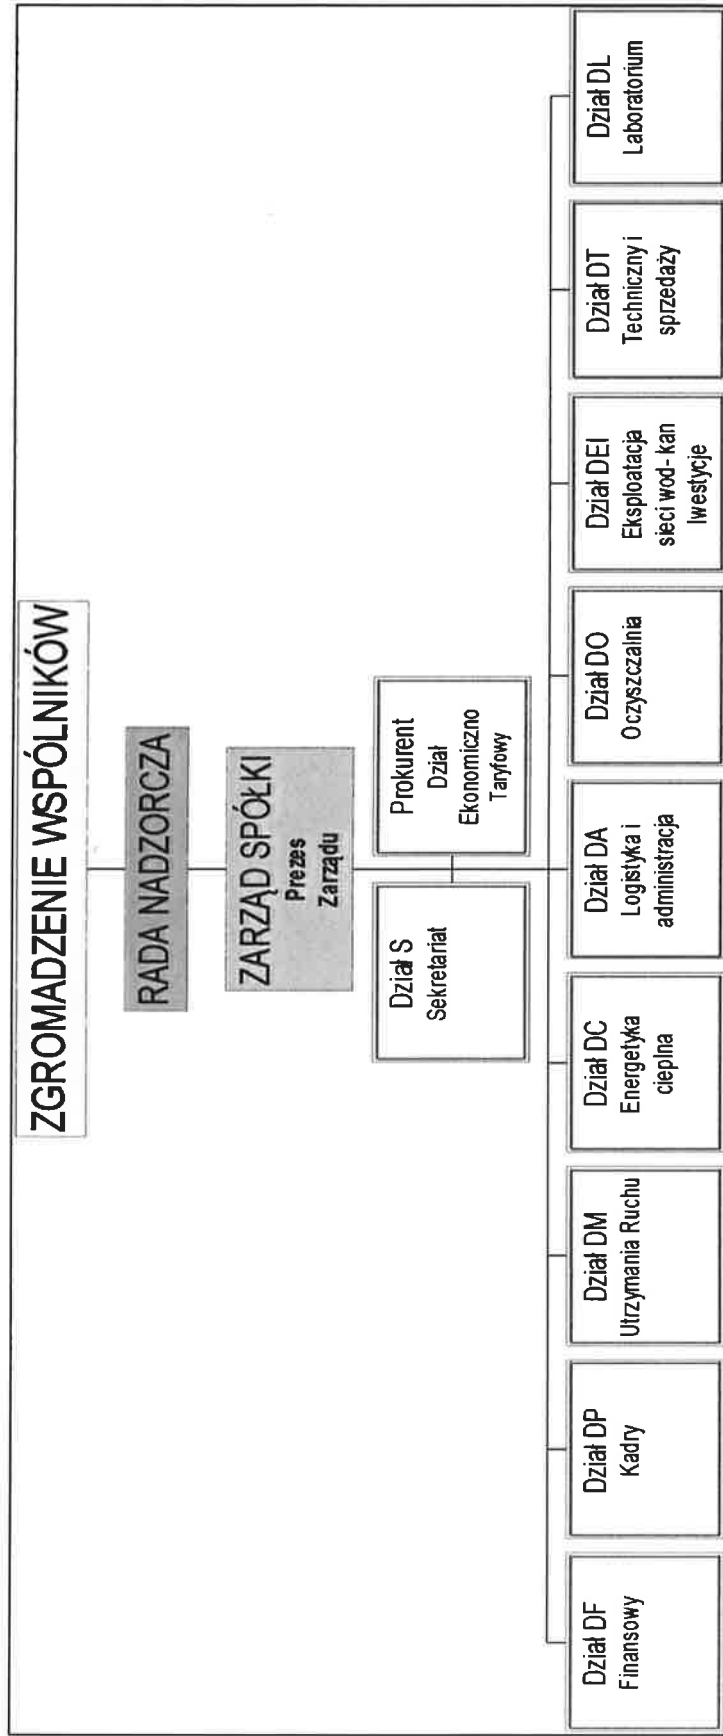 ZGROMADZENIE WSPÓLNIKÓW
RADA NADZORCZA
ZARZĄD SPÓŁKI
Prezes
Zarządu
Dział S
Sekretariat
Prokurent
Dział
Ekonomiczno
Taryfowy
Dział DF
Finansowy
Dział DP
Kadry
Dział DM
Utrzymania Ruchu
Dział DC
Energetyka
cieplna
Dział DA
Logistyka i
administracja
Dział DO
Oczyszczalnia
Dział DEI
Eksploatacja
sieci wod- kan
Iwestycje
Dział DT
Techniczny i
sprzedaży
Dział DL
Laboratorium